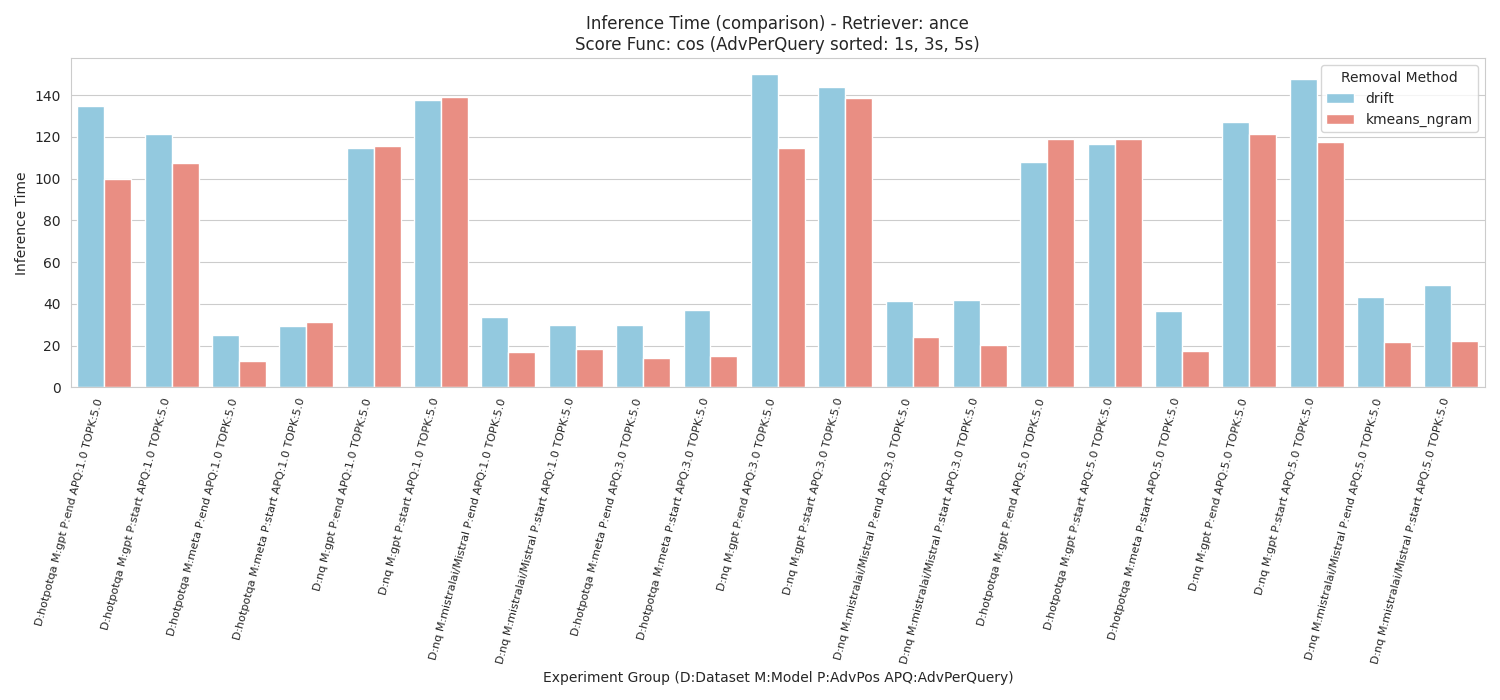 Inference Time (comparison) - Retriever: ance
Score Func: cos (AdvPerQuery sorted: 1s, 3s, 5s)
Removal Method
drift
kmeans_ngram
Inference Time
140
120
100
80
60
40
20
0
D:hotpotqa M:gpt P:end APQ:1.0 TOPK:5.0
D:hotpotqa M:gpt P:start APQ:1.0 TOPK:5.0
D:hotpotqa M:meta P:end APQ:1.0 TOPK:5.0
D:hotpotqa M:meta P:start APQ:1.0 TOPK:5.0
D:nq M:gpt P:end APQ:1.0 TOPK:5.0
D:nq M:gpt P:start APQ:1.0 TOPK:5.0
D:nq M:mistralai/Mistral P:end APQ:1.0 TOPK:5.0
D:nq M:mistralai/Mistral P:start APQ:1.0 TOPK:5.0
D:hotpotqa M:meta P:end APQ:3.0 TOPK:5.0
D:hotpotqa M:meta P:start APQ:3.0 TOPK:5.0
D:nq M:gpt P:end APQ:3.0 TOPK:5.0
D:nq M:gpt P:start APQ:3.0 TOPK:5.0
D:nq M:mistralai/Mistral P:end APQ:3.0 TOPK:5.0
D:nq M:mistralai/Mistral P:start APQ:3.0 TOPK:5.0
D:hotpotqa M:gpt P:end APQ:5.0 TOPK:5.0
D:hotpotqa M:gpt P:start APQ:5.0 TOPK:5.0
D:hotpotqa M:meta P:start APQ:5.0 TOPK:5.0
D:nq M:gpt P:end APQ:5.0 TOPK:5.0
D:nq M:gpt P:start APQ:5.0 TOPK:5.0
D:nq M:mistralai/Mistral P:end APQ:5.0 TOPK:5.0
D:nq M:mistralai/Mistral P:start APQ:5.0 TOPK:5.0
Experiment Group (D:Dataset M:Model P:AdvPos APQ:AdvPerQuery)